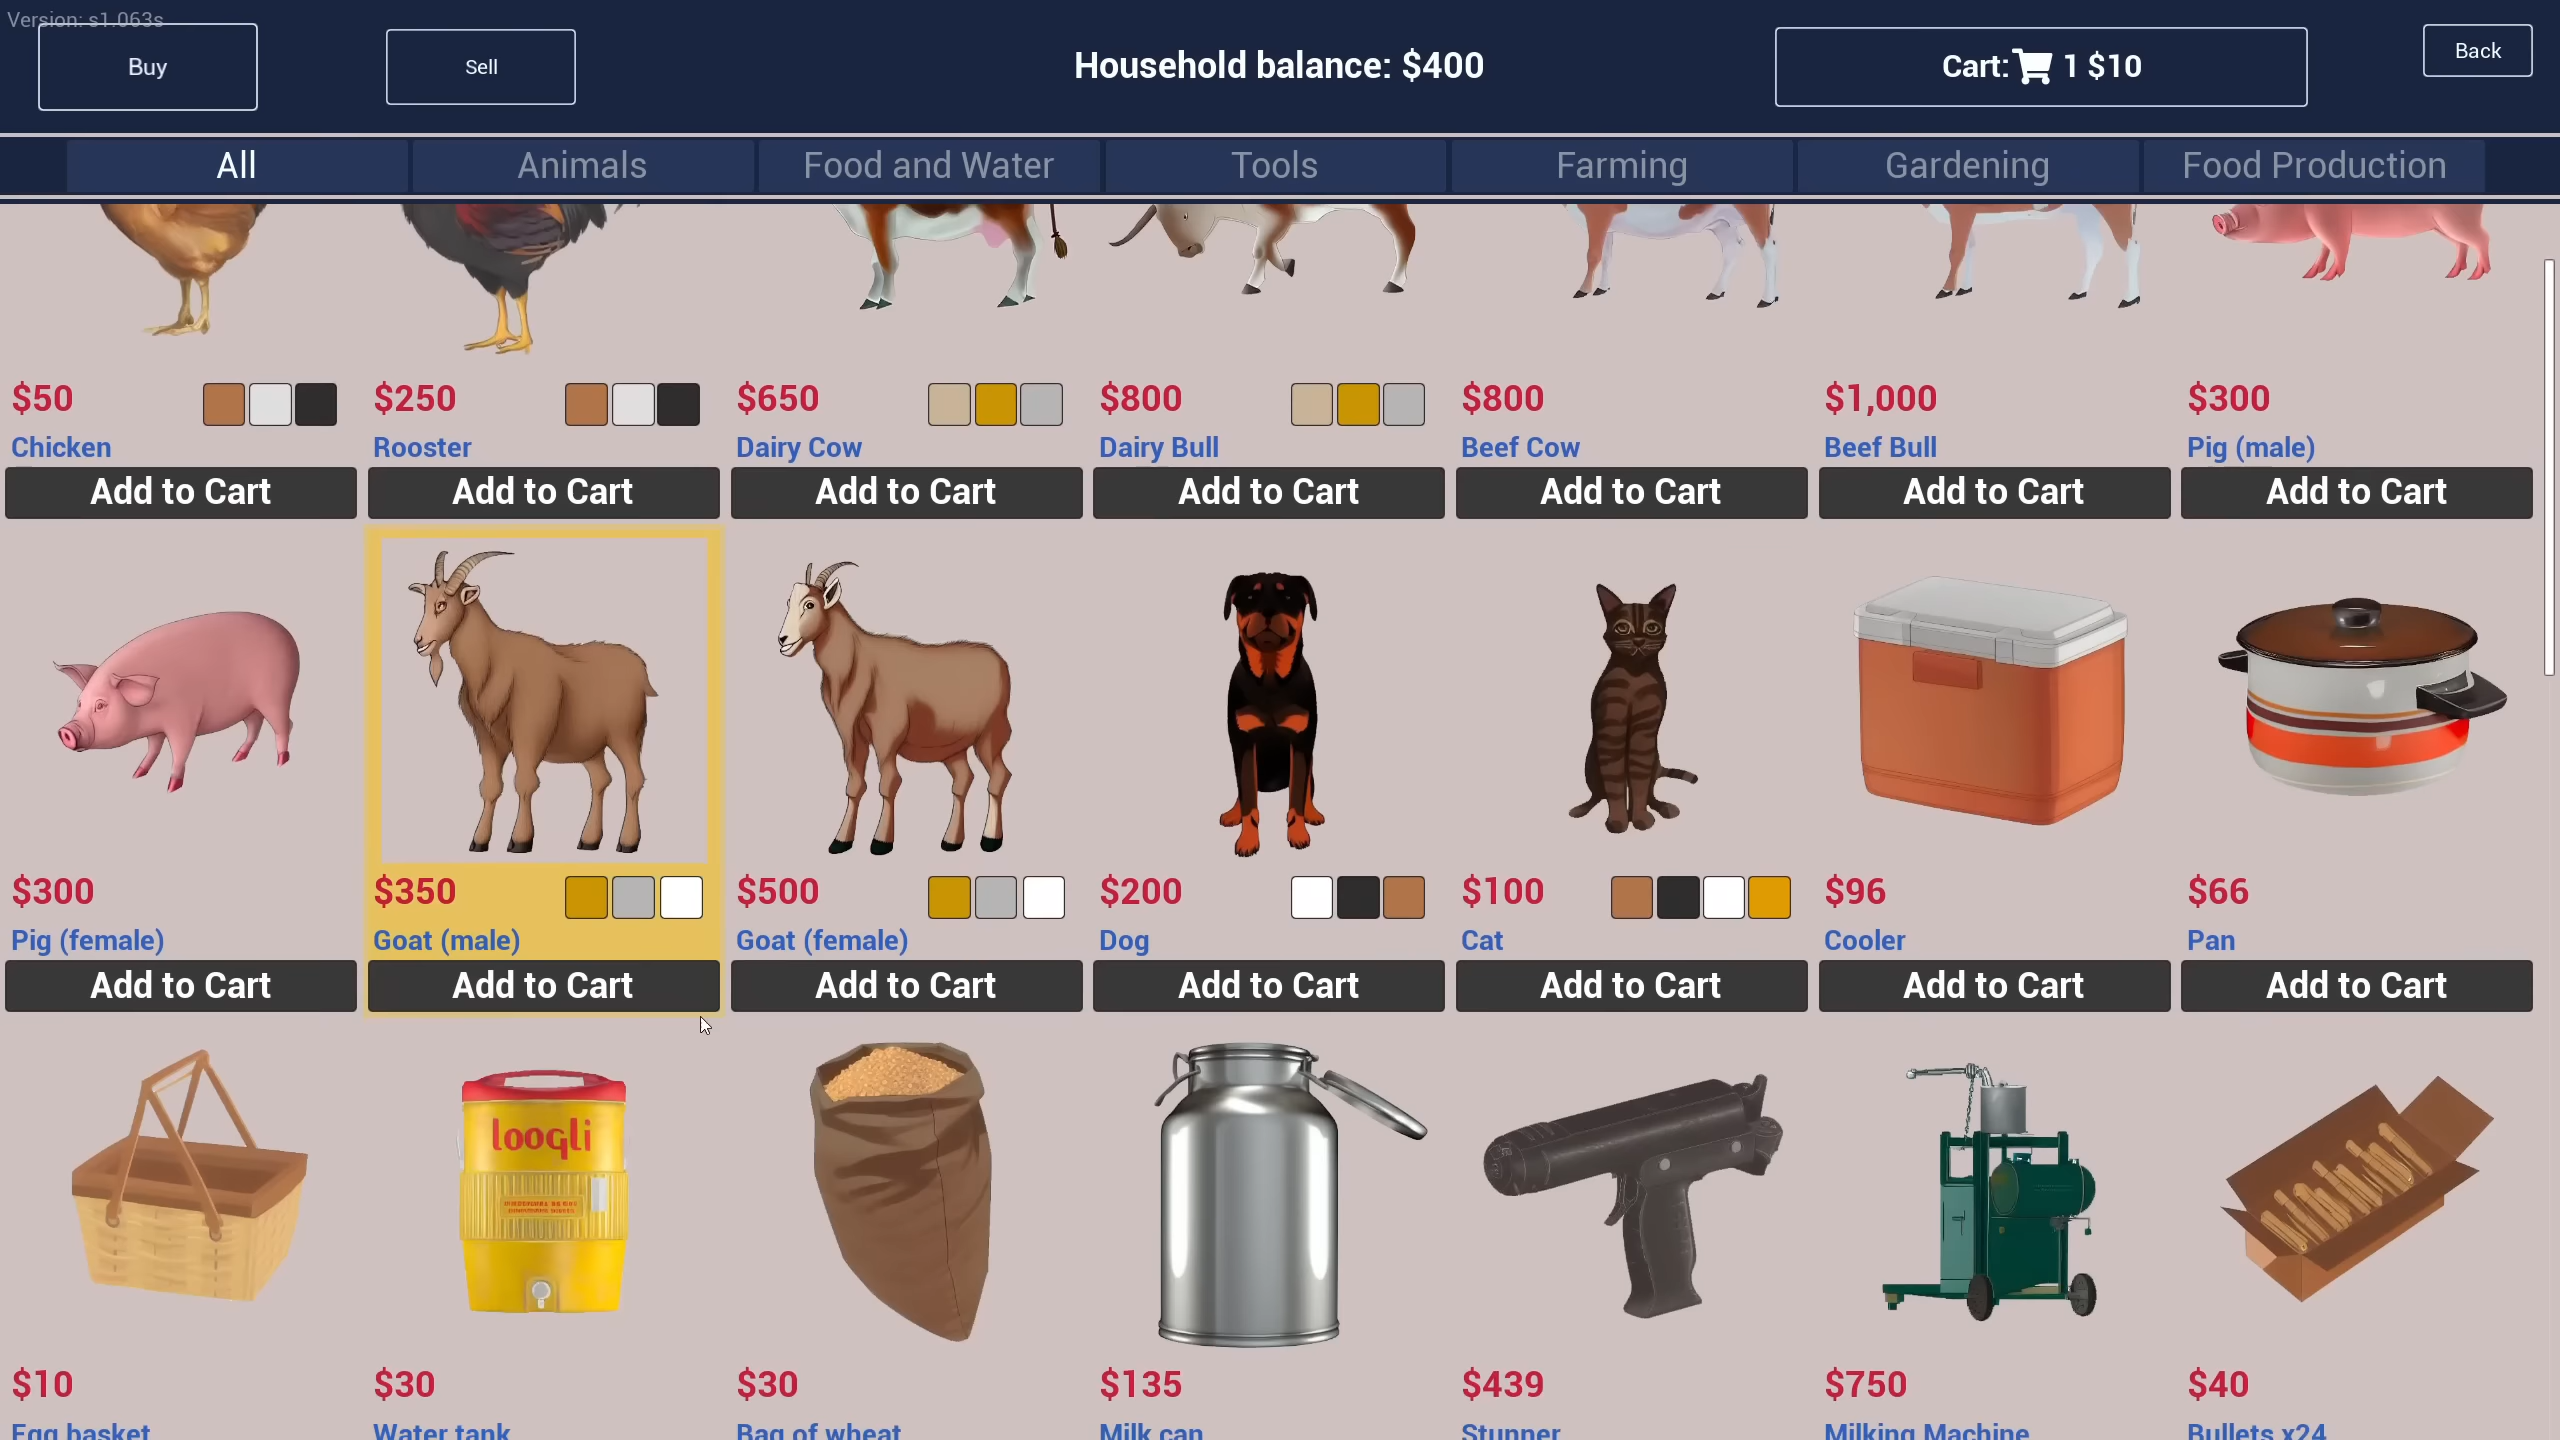 Version: s1.063s
Buy
Sell
Household balance: $400
Cart: 1 $10
Back
All
Animals
Food and Water
Tools
Farming
Gardening
Food Production
$50
$250
$650
$800
$800
$1,000
$300
Chicken
Rooster
Dairy Cow
Dairy Bull
Beef Cow
Beef Bull
Pig (male)
Add to Cart
Add to Cart
Add to Cart
Add to Cart
Add to Cart
Add to Cart
Add to Cart
$300
$350
$500
$200
$100
$96
$66
Pig (female)
Goat (male)
Goat (female)
Dog
Cat
Cooler
Pan
Add to Cart
Add to Cart
Add to Cart
Add to Cart
Add to Cart
Add to Cart
Add to Cart
looqli
$10
$30
$30
$135
$439
$750
$40
Egg basket
Water tank
Bag of wheat
Milk can
Stunner
Milking Machine
Bullets x24